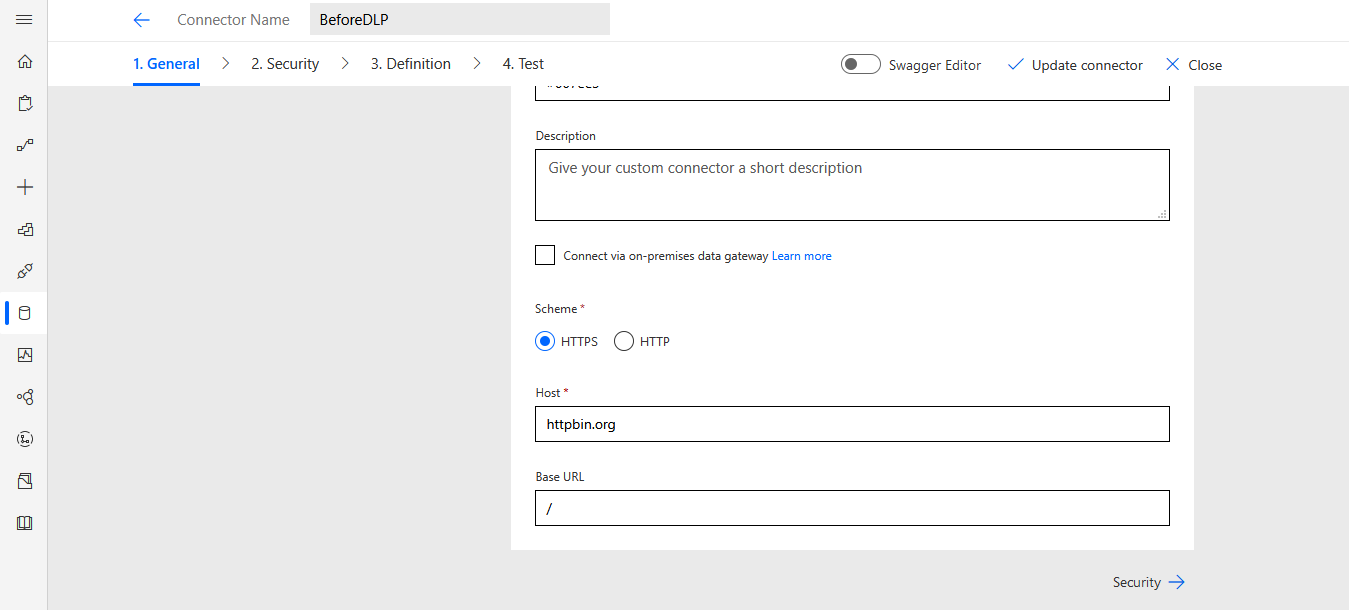 Connector Name BeforeDLP
1. General 2. Security 3. Definition 4. Test Swagger Editor Update connector Close
Description
Give your custom connector a short description
Connect via on-premises data gateway Learn more
Scheme *
HTTPS HTTP
Host *
httpbin.org
Base URL
/
Security